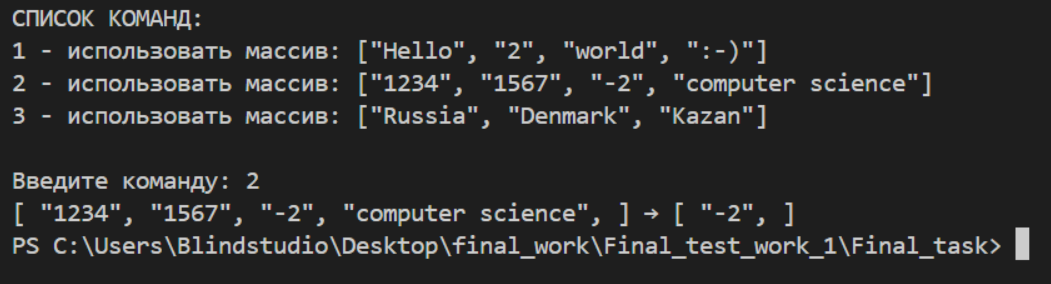 СПИСОК КОМАНД:
1 - использовать массив: ["Hello", "2", "world", ":-)"]
2 - использовать массив: ["1234", "1567", "-2", "computer science"]
3 - использовать массив: ["Russia", "Denmark", "Kazan"]
Введите команду: 2
[ "1234", "1567", "-2", "computer science", ] → [ "-2", ]
PS C:\Users\Blindstudio\Desktop\final_work\Final_test_work_1\Final_task>